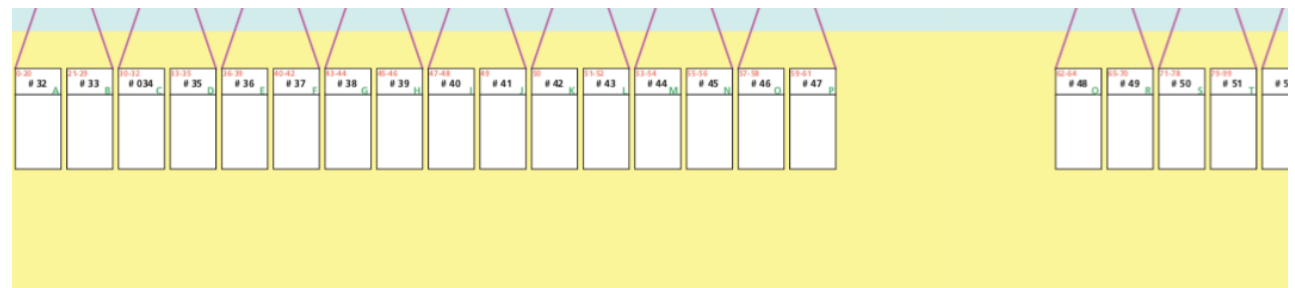 0-20 21-29 30-32 33-35 36-39 40-42 43-44 45-46 47-48 49 50 51-52 53-54 55-56 57-58 59-61 62-64 65-70 71-78 79-99
# 32 # 33 # 034 # 35 # 36 # 37 # 38 # 39 # 40 # 41 # 42 # 43 # 44 # 45 # 46 # 47 # 48 # 49 # 50 # 51 # 5
A B C D E F G H I J K L M N O P Q R S T